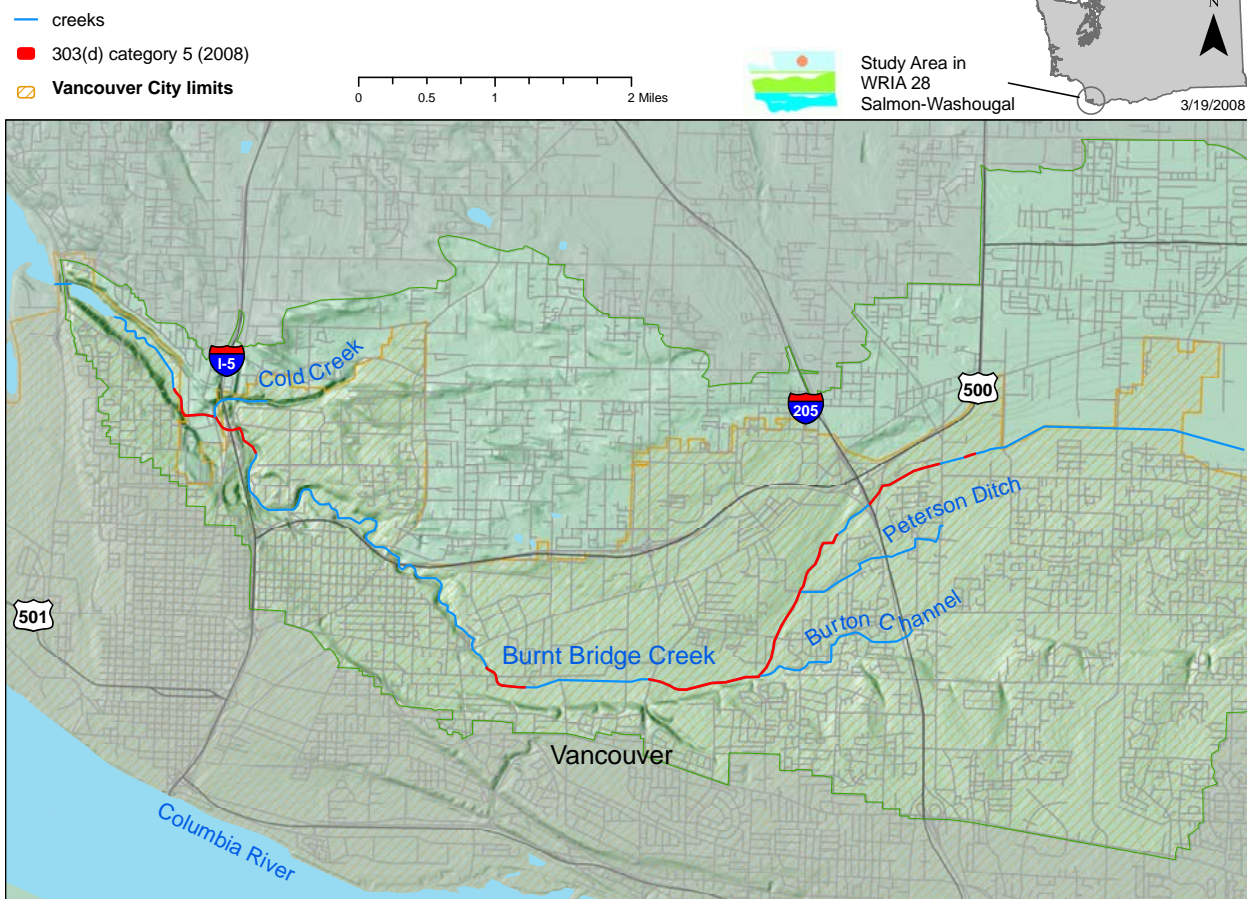 creeks
303(d) category 5 (2008)
Vancouver City limits
0 0.5 1 2 Miles
Study Area in
WRIA 28
Salmon-Washougal
N
3/19/2008
I-5
Cold Creek
205
500
Peterson Ditch
501
Burton Channel
Burnt Bridge Creek
Vancouver
Columbia River